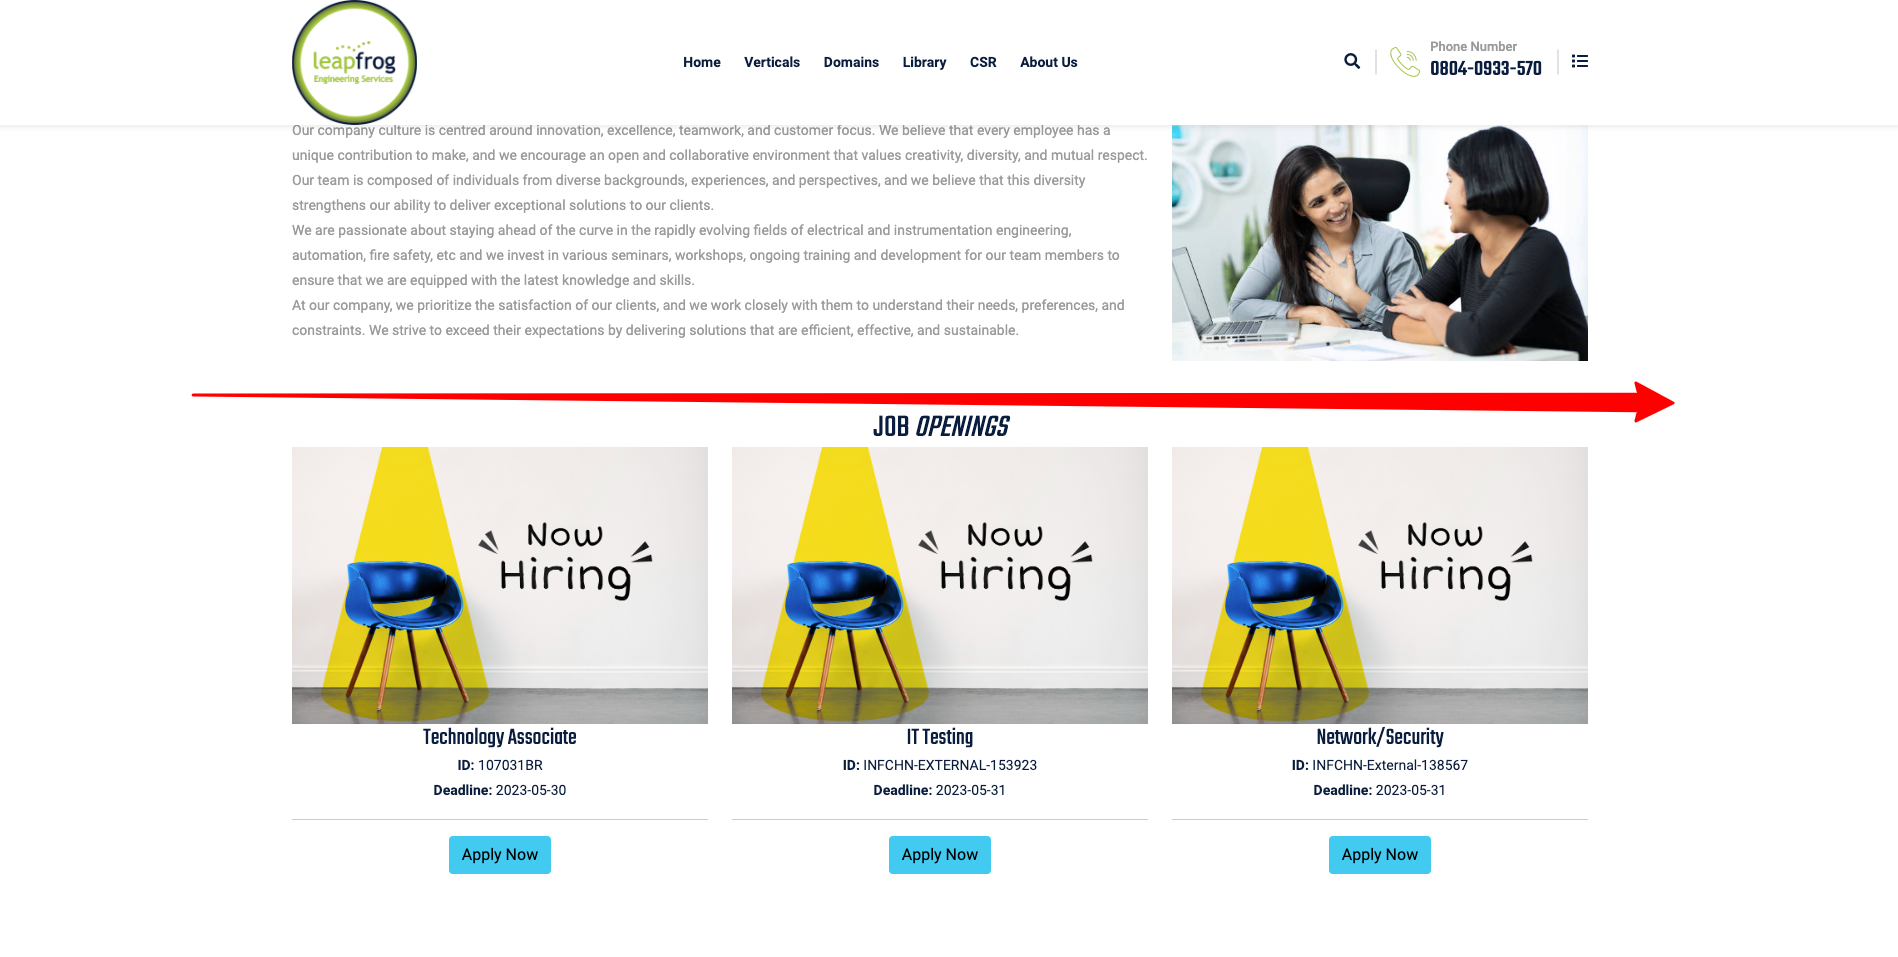 leapfrog
Engineering Services
Home Verticals Domains Library CSR About Us
Phone Number
0804-0933-570
Our company culture is centred around innovation, excellence, teamwork, and customer focus. We believe that every employee has a
unique contribution to make, and we encourage an open and collaborative environment that values creativity, diversity, and mutual respect.
Our team is composed of individuals from diverse backgrounds, experiences, and perspectives, and we believe that this diversity
strengthens our ability to deliver exceptional solutions to our clients.
We are passionate about staying ahead of the curve in the rapidly evolving fields of electrical and instrumentation engineering,
automation, fire safety, etc and we invest in various seminars, workshops, ongoing training and development for our team members to
ensure that we are equipped with the latest knowledge and skills.
At our company, we prioritize the satisfaction of our clients, and we work closely with them to understand their needs, preferences, and
constraints. We strive to exceed their expectations by delivering solutions that are efficient, effective, and sustainable.
JOB OPENINGS
Now
Hiring
Technology Associate
ID: 107031BR
Deadline: 2023-05-30
Apply Now
Now
Hiring
IT Testing
ID: INFCHN-EXTERNAL-153923
Deadline: 2023-05-31
Apply Now
Now
Hiring
Network/Security
ID: INFCHN-External-138567
Deadline: 2023-05-31
Apply Now